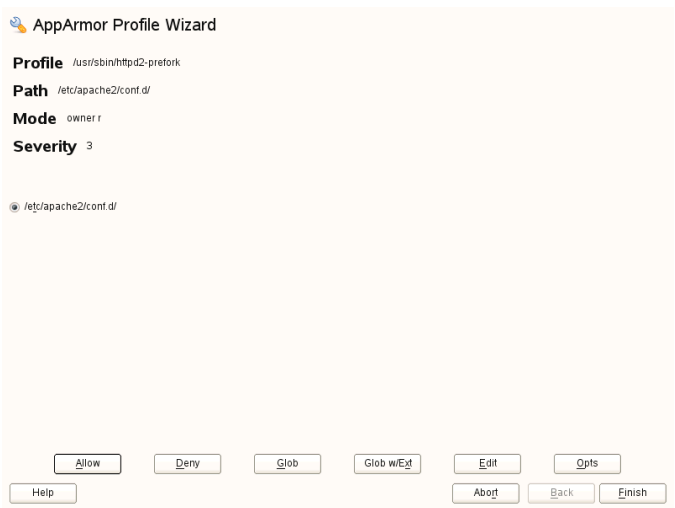 AppArmor Profile Wizard
Profile /usr/sbin/httpd2-prefork
Path /etc/apache2/conf.d/
Mode owner r
Severity 3
/etc/apache2/conf.d/
Allow Deny Glob Glob w/Ext Edit Opts
Help Abort Back Finish